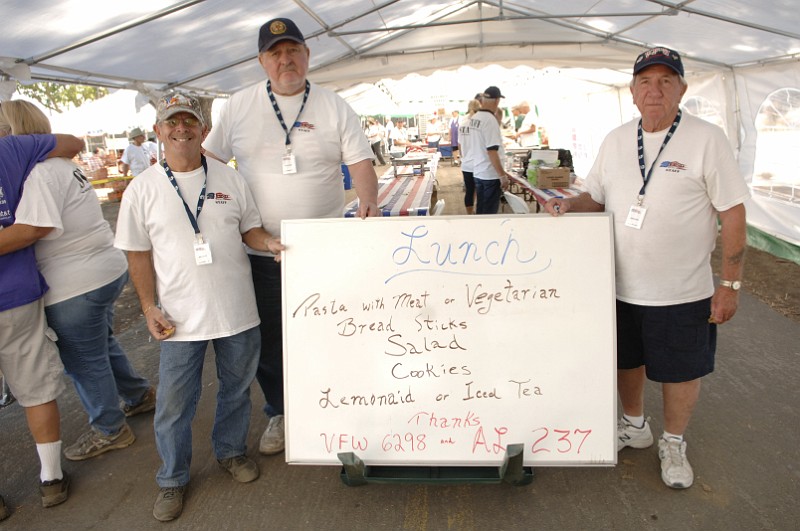 Lunch
Pasta with Meat or Vegetarian
Bread Sticks
Salad
Cookies
Lemonaid or Iced Tea
Thanks
VFW 6298 and AL 237